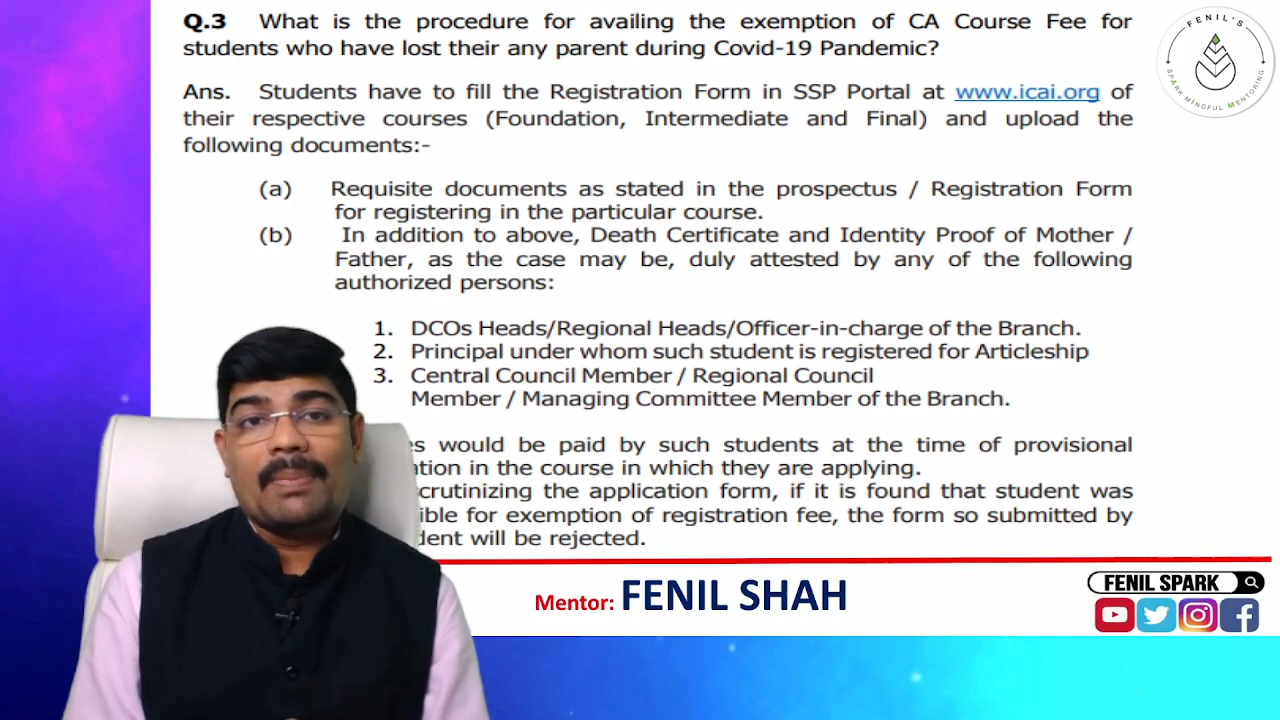 Q.3 What is the procedure for availing the exemption of CA Course Fee for
students who have lost their any parent during Covid-19 Pandemic?
Ans. Students have to fill the Registration Form in SSP Portal at www.icai.org of
their respective courses (Foundation, Intermediate and Final) and upload the
following documents:-
(a) Requisite documents as stated in the prospectus / Registration Form
for registering in the particular course.
(b) In addition to above, Death Certificate and Identity Proof of Mother /
Father, as the case may be, duly attested by any of the following
authorized persons:
1. DCOs Heads/Regional Heads/Officer-in-charge of the Branch.
2. Principal under whom such student is registered for Articleship
3. Central Council Member / Regional Council
Member / Managing Committee Member of the Branch.
would be paid by such students at the time of provisional
in the course in which they are applying.
the application form, if it is found that student was
for exemption of registration fee, the form so submitted by
will be rejected.
Mentor: FENIL SHAH
FENIL SPARK
FENIL'S
SPARK MINDFUL MENTORING